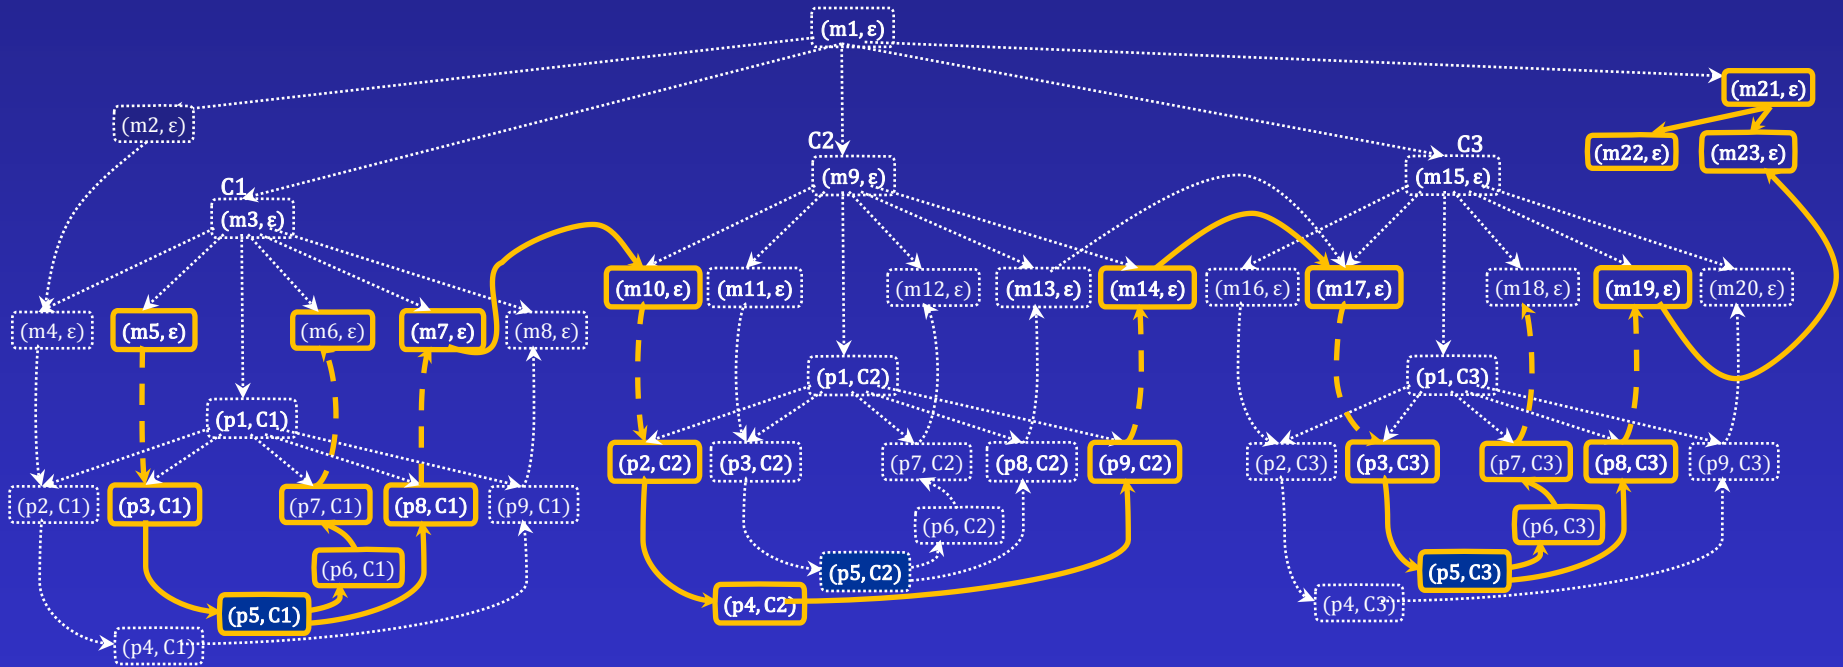 (m1, ε)
(m21, ε)
(m2, ε)
C2
C3
(m22, ε)
(m23, ε)
(m9, ε)
(m15, ε)
C1
(m3, ε)
(m10, ε)
(m11, ε)
(m12, ε)
(m13, ε)
(m14, ε)
(m16, ε)
(m17, ε)
(m18, ε)
(m19, ε)
(m20, ε)
(m4, ε)
(m5, ε)
(m6, ε)
(m7, ε)
(m8, ε)
(p1, C2)
(p1, C3)
(p1, C1)
(p2, C2)
(p3, C2)
(p7, C2)
(p8, C2)
(p9, C2)
(p2, C3)
(p3, C3)
(p7, C3)
(p8, C3)
(p9, C3)
(p2, C1)
(p3, C1)
(p7, C1)
(p8, C1)
(p9, C1)
(p6, C2)
(p6, C3)
(p6, C1)
(p5, C2)
(p5, C3)
(p4, C2)
(p4, C3)
(p5, C1)
(p4, C1)